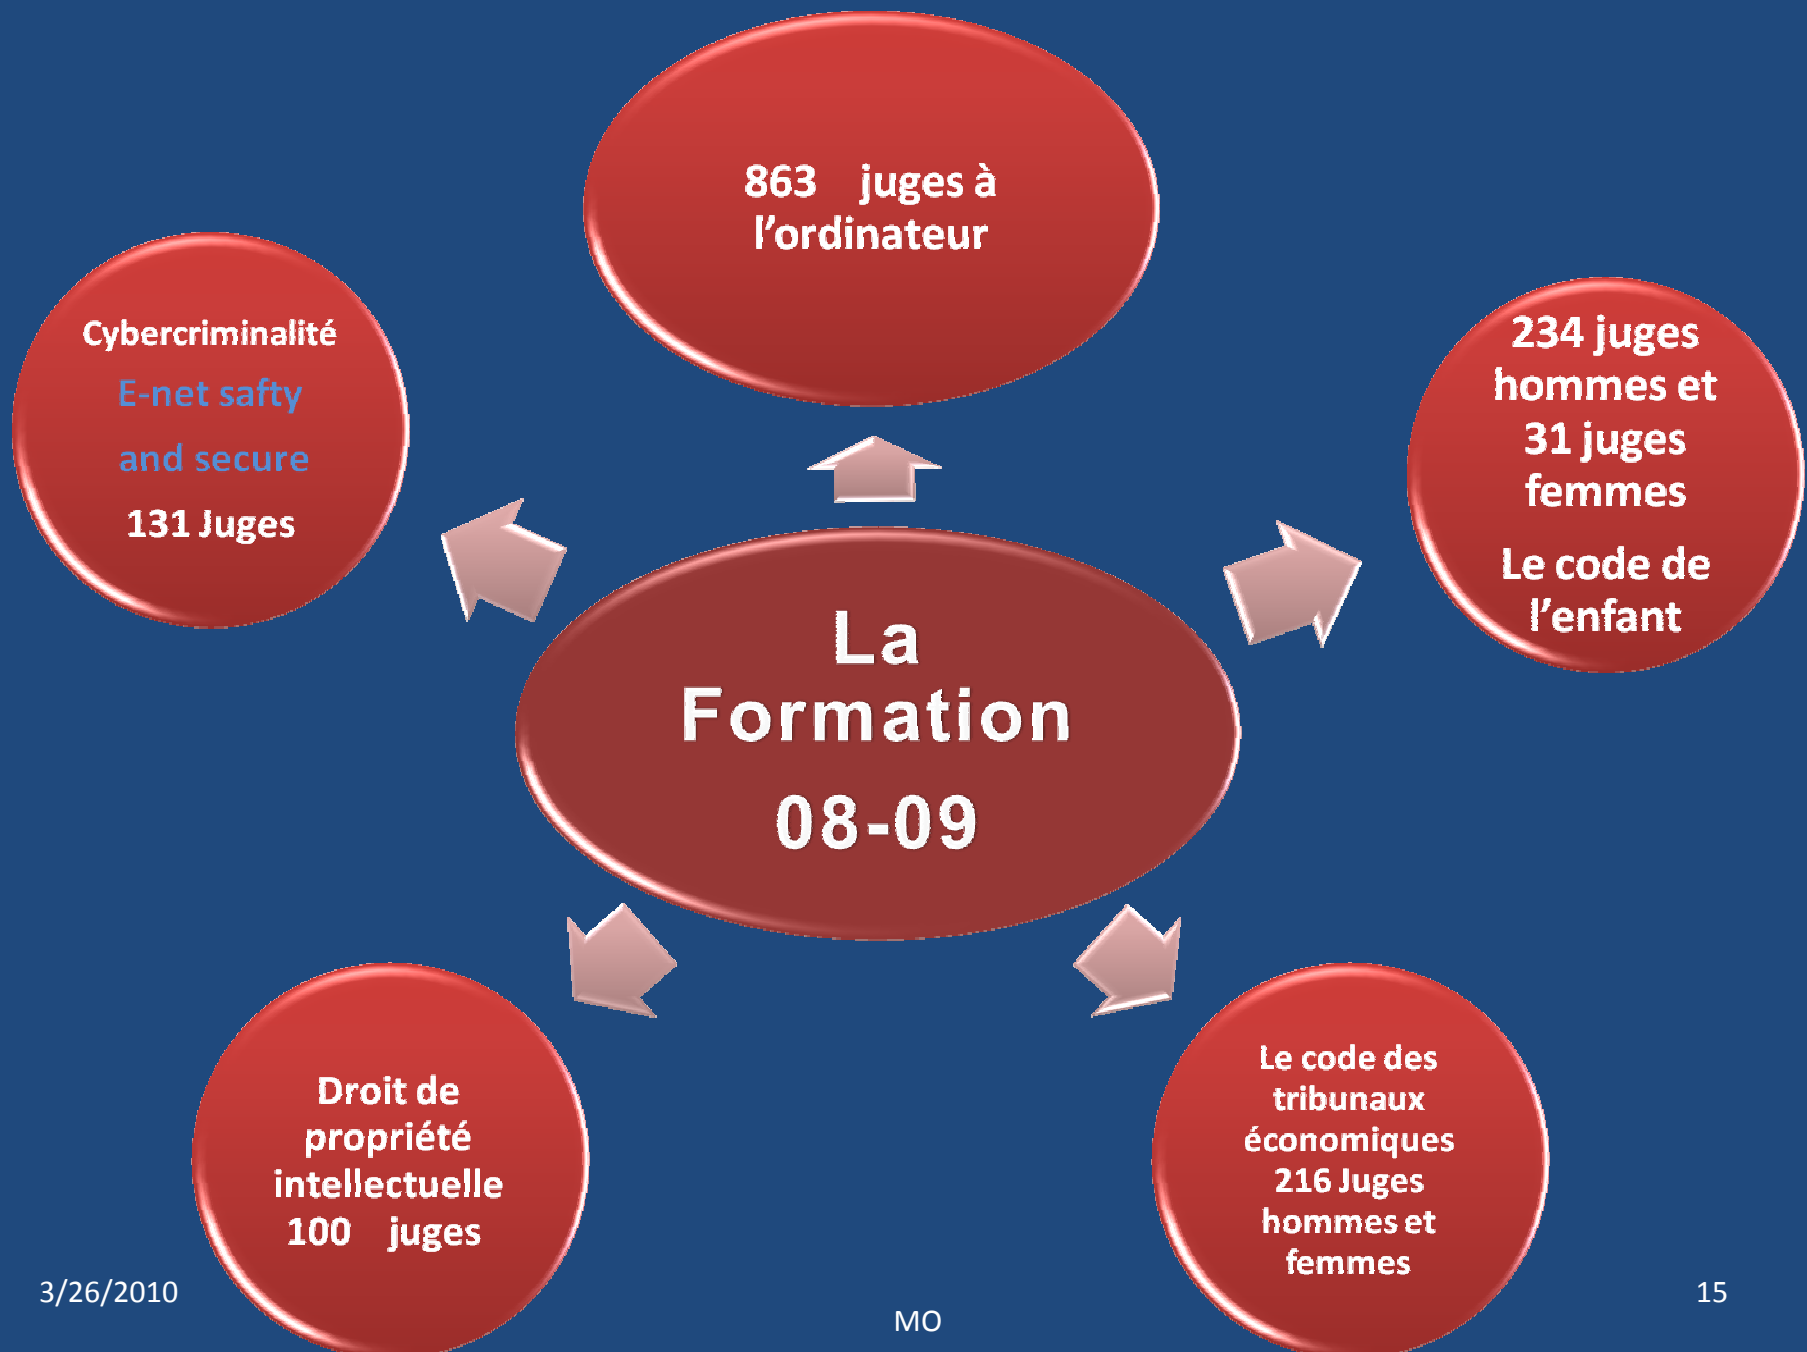 863 juges à
l'ordinateur
Cybercriminalité
E-net safty
and secure
131 Juges
234 juges
hommes et
31 juges
femmes
Le code de
l'enfant
La
Formation
08-09
Droit de
propriété
intellectuelle
100 juges
Le code des
tribunaux
économiques
216 Juges
hommes et
femmes
3/26/2010
MO
15